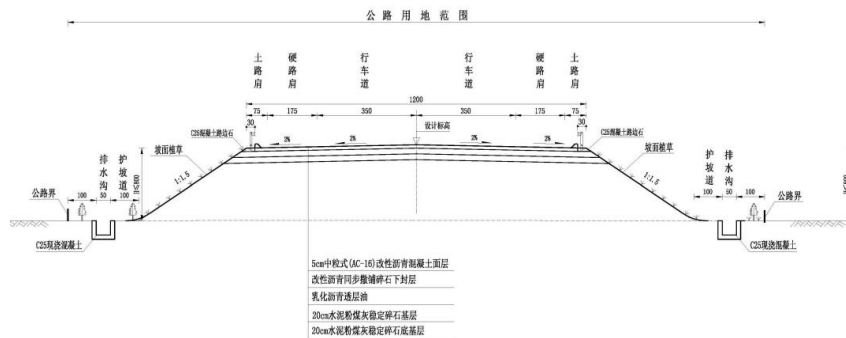 公路用地范围
土路肩 硬路肩 行车道 行车道 硬路肩 土路肩
1200
75 175 350 350 175 75
30 30
设计标高
C25混凝土路边石 2% 2% 2% 2% C25混凝土路边石
坡面植草 坡面植草
排水沟 护坡道 护坡道 排水沟
1:1.5 1:1.5
公路界 100 50 100 100 50 100 公路界
C25现浇混凝土 C25现浇混凝土
5cm中粒式(AC-16)改性沥青混凝土面层
改性沥青同步撒铺碎石下封层
乳化沥青透层油
20cm水泥粉煤灰稳定碎石基层
20cm水泥粉煤灰稳定碎石底基层